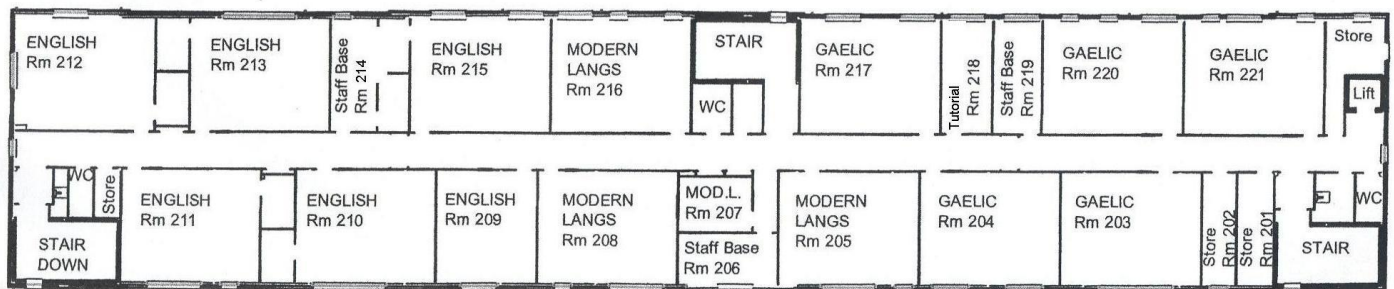 ENGLISH
Rm 212
ENGLISH
Rm 213
Staff Base
Rm 214
ENGLISH
Rm 215
MODERN
LANGS
Rm 216
STAIR
WC
GAELIC
Rm 217
Tutorial
Rm 218
Staff Base
Rm 219
GAELIC
Rm 220
GAELIC
Rm 221
Store
Lift
WC
Store
STAIR
DOWN
ENGLISH
Rm 211
ENGLISH
Rm 210
ENGLISH
Rm 209
MODERN
LANGS
Rm 208
MOD.L.
Rm 207
Staff Base
Rm 206
MODERN
LANGS
Rm 205
GAELIC
Rm 204
GAELIC
Rm 203
Store
Rm 202
Store
Rm 201
WC
STAIR